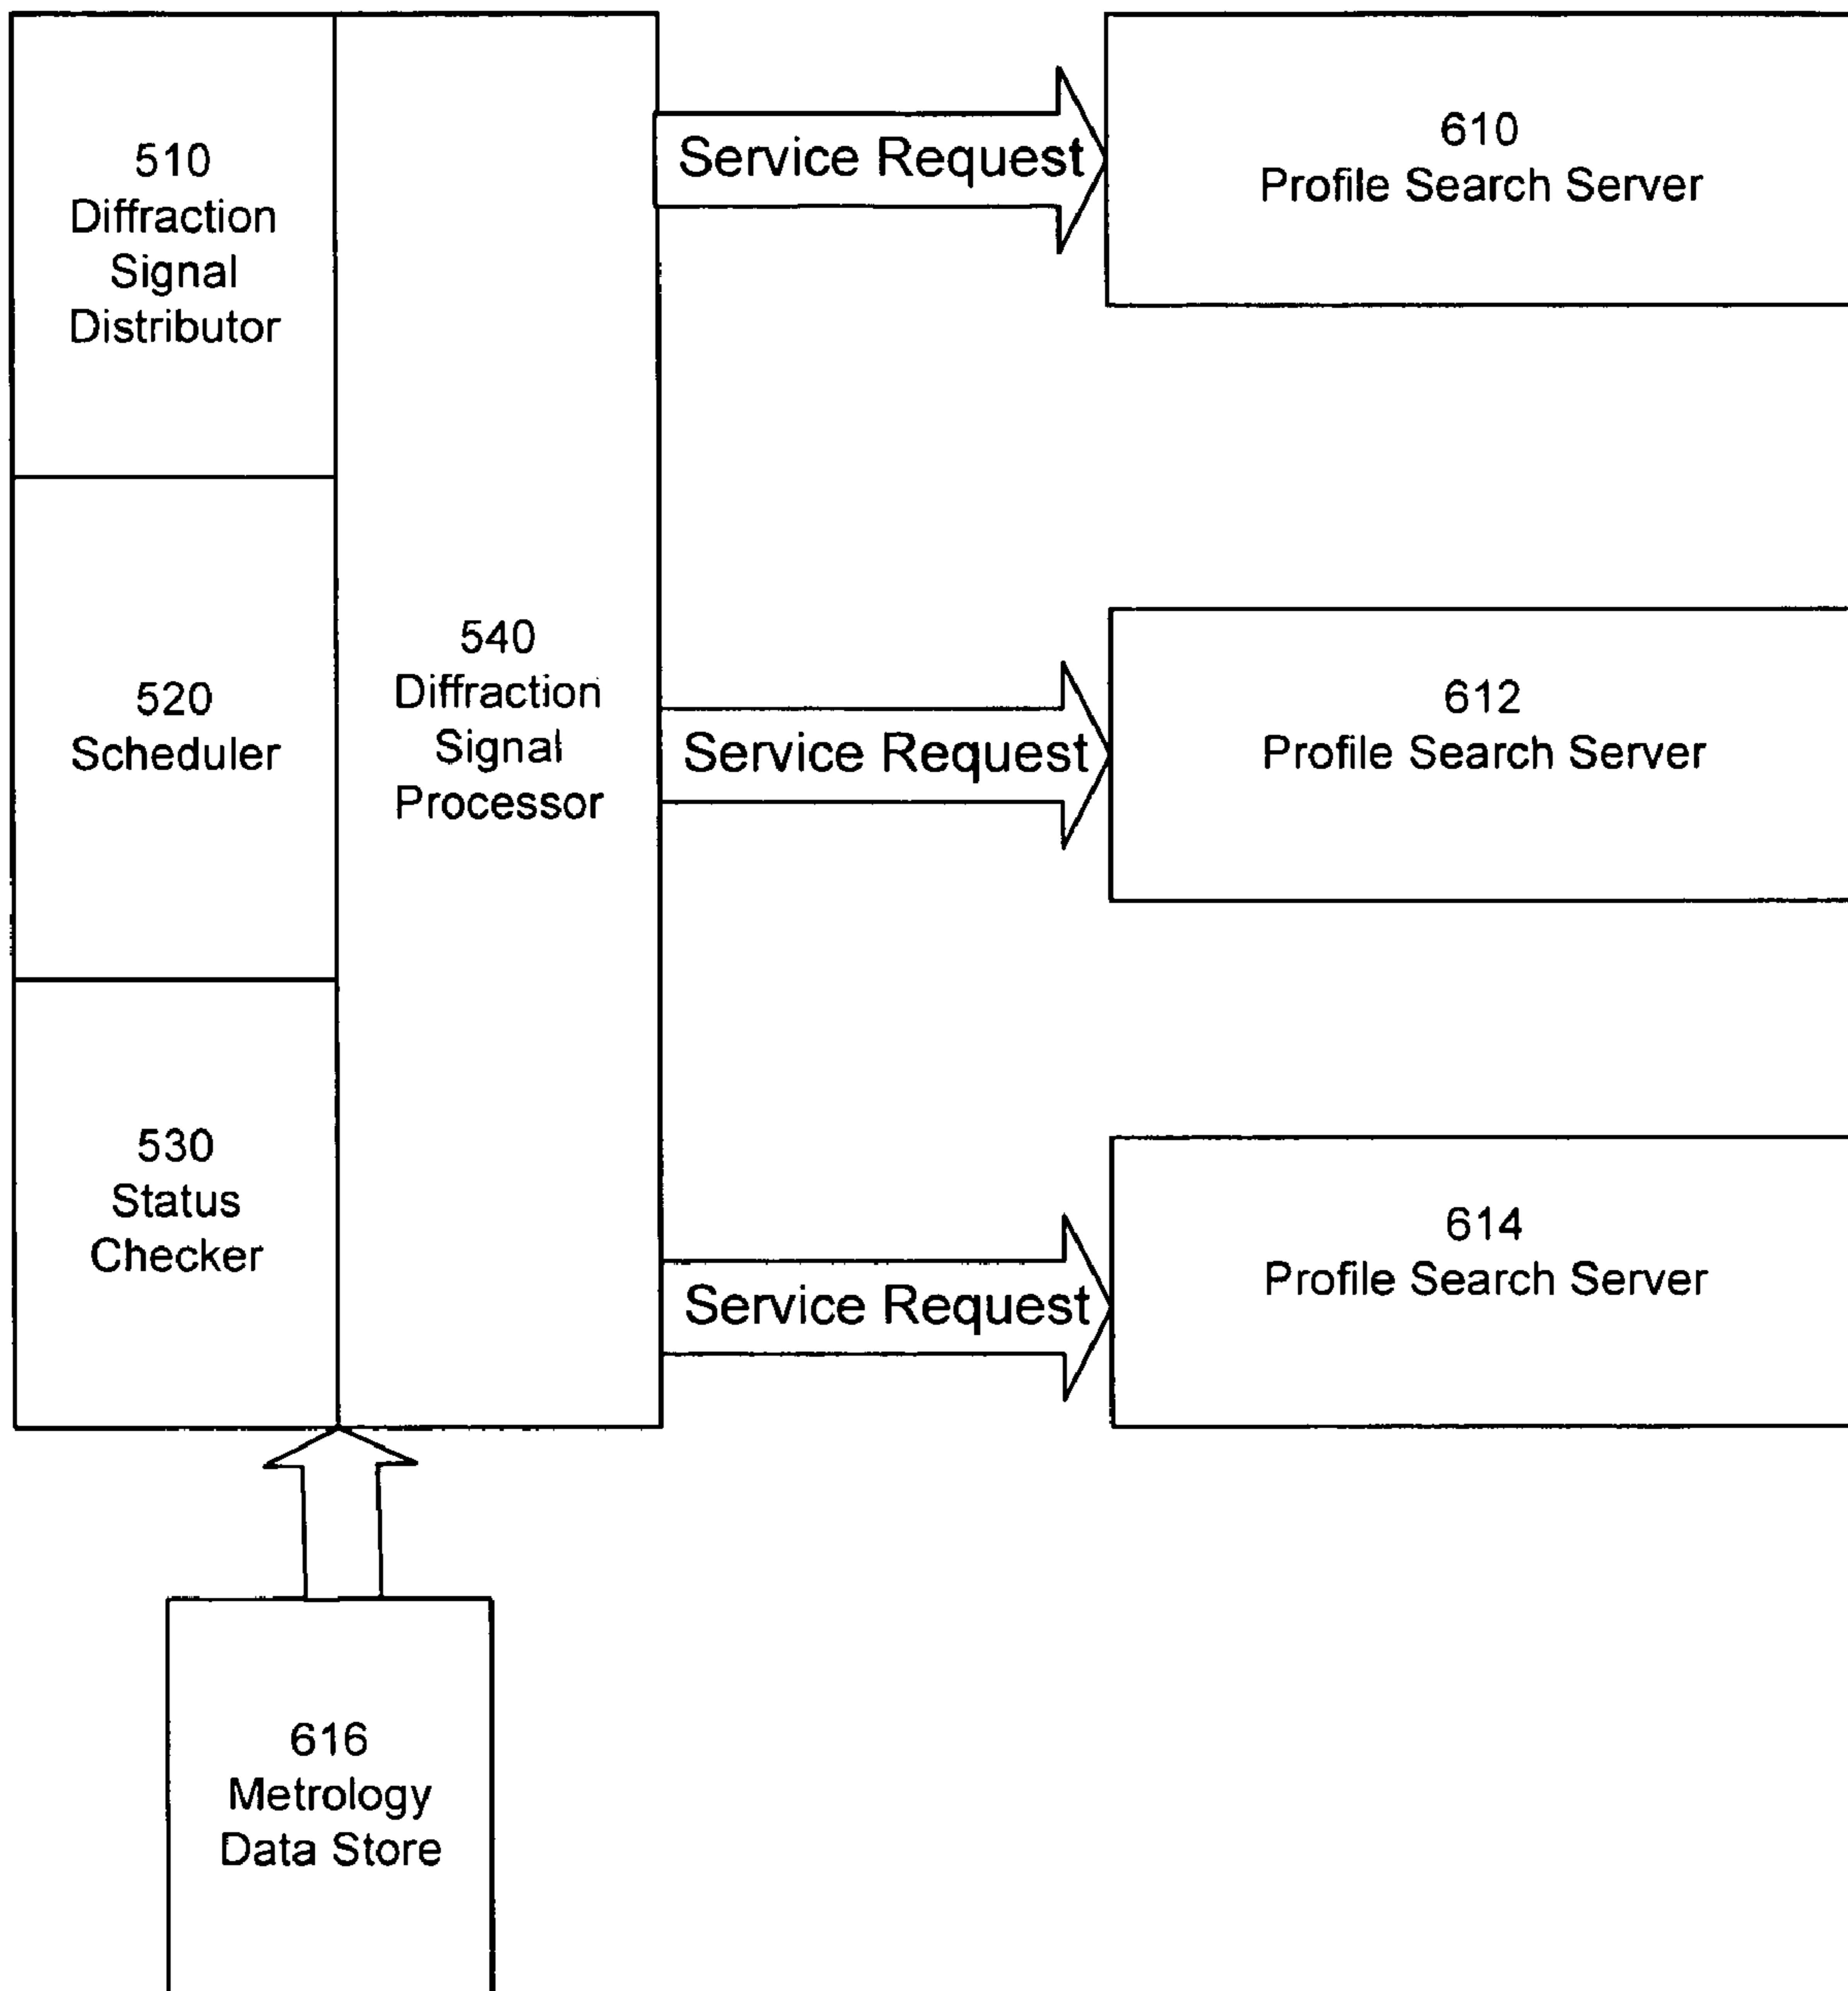 510
Diffraction
Signal
Distributor
520
Scheduler
530
Status
Checker
540
Diffraction
Signal
Processor
Service Request
610
Profile Search Server
Service Request
612
Profile Search Server
Service Request
614
Profile Search Server
616
Metrology
Data Store